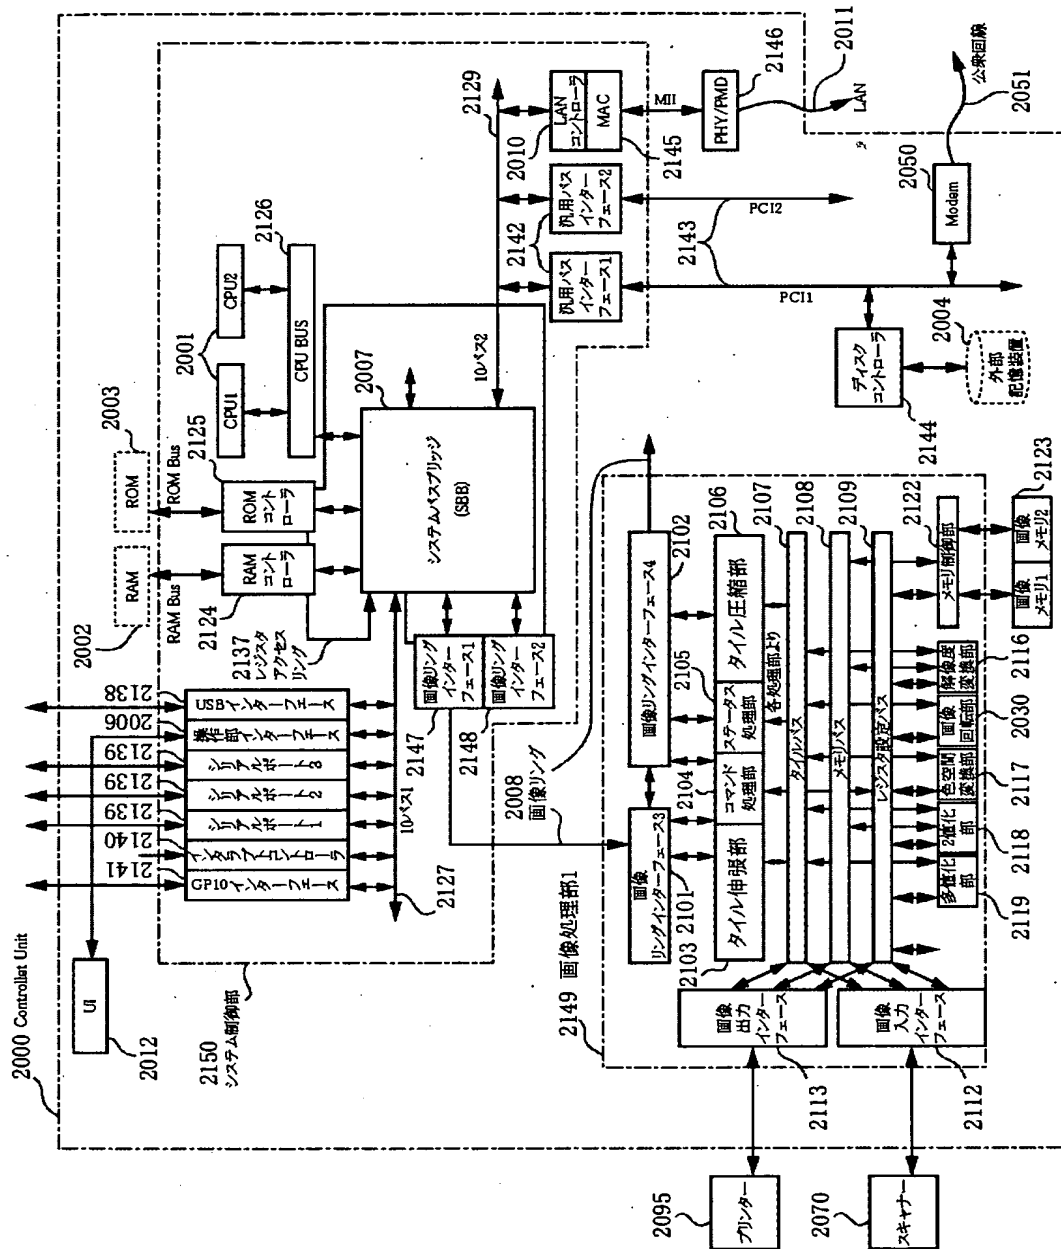 2000 Controllat Unit
2150
システム制御部
UI
2012
2141
2140
2139
2139
2139
2006
2138
GP10インターフェース
インタラプトコントローラ
シリアルポート1
シリアルポート2
シリアルポート3
操作部インターフェース
USBインターフェース
10バス1
2127
2002
RAM
RAM Bus
2124
RAM
コントローラ
2137
レジスタ
アクセス
リング
2003
ROM
ROM Bus
2125
ROM
コントローラ
2001
CPU1
CPU2
2126
CPU BUS
2007
システムバスブリッジ
(SBB)
10バス2
2129
画像リング
インター
フェース1
画像リング
インター
フェース2
2147
2148
2008
画像リング
2142
汎用バス
インター
フェース1
汎用バス
インター
フェース2
2010
LAN
コントローラ
MAC
2145
MII
PHY/PMD
2146
2011
LAN
PCI1
PCI2
2143
2050
Modem
2051
公衆回線
ディスク
コントローラ
2144
2004
外部
記憶装置
2149 画像処理部1
画像
リングインターフェース3
2101
画像リングインターフェース4
2102
2103
タイル伸張部
2104
コマンド
処理部
2105
ステータス
処理部
タイル圧縮部
2106
各処理部より
タイルバス
2107
メモリバス
2108
レジスタ設定バス
2109
画像
出力
インター
フェース
2113
画像
入力
インター
フェース
2112
多値化
部
2119
2値化
部
2118
色空間
変換部
2117
画像
回転部
2030
解像度
変換部
2116
メモリ制御部
2122
画像
メモリ1
画像
メモリ2
2123
2095
プリンター
2070
スキャナー